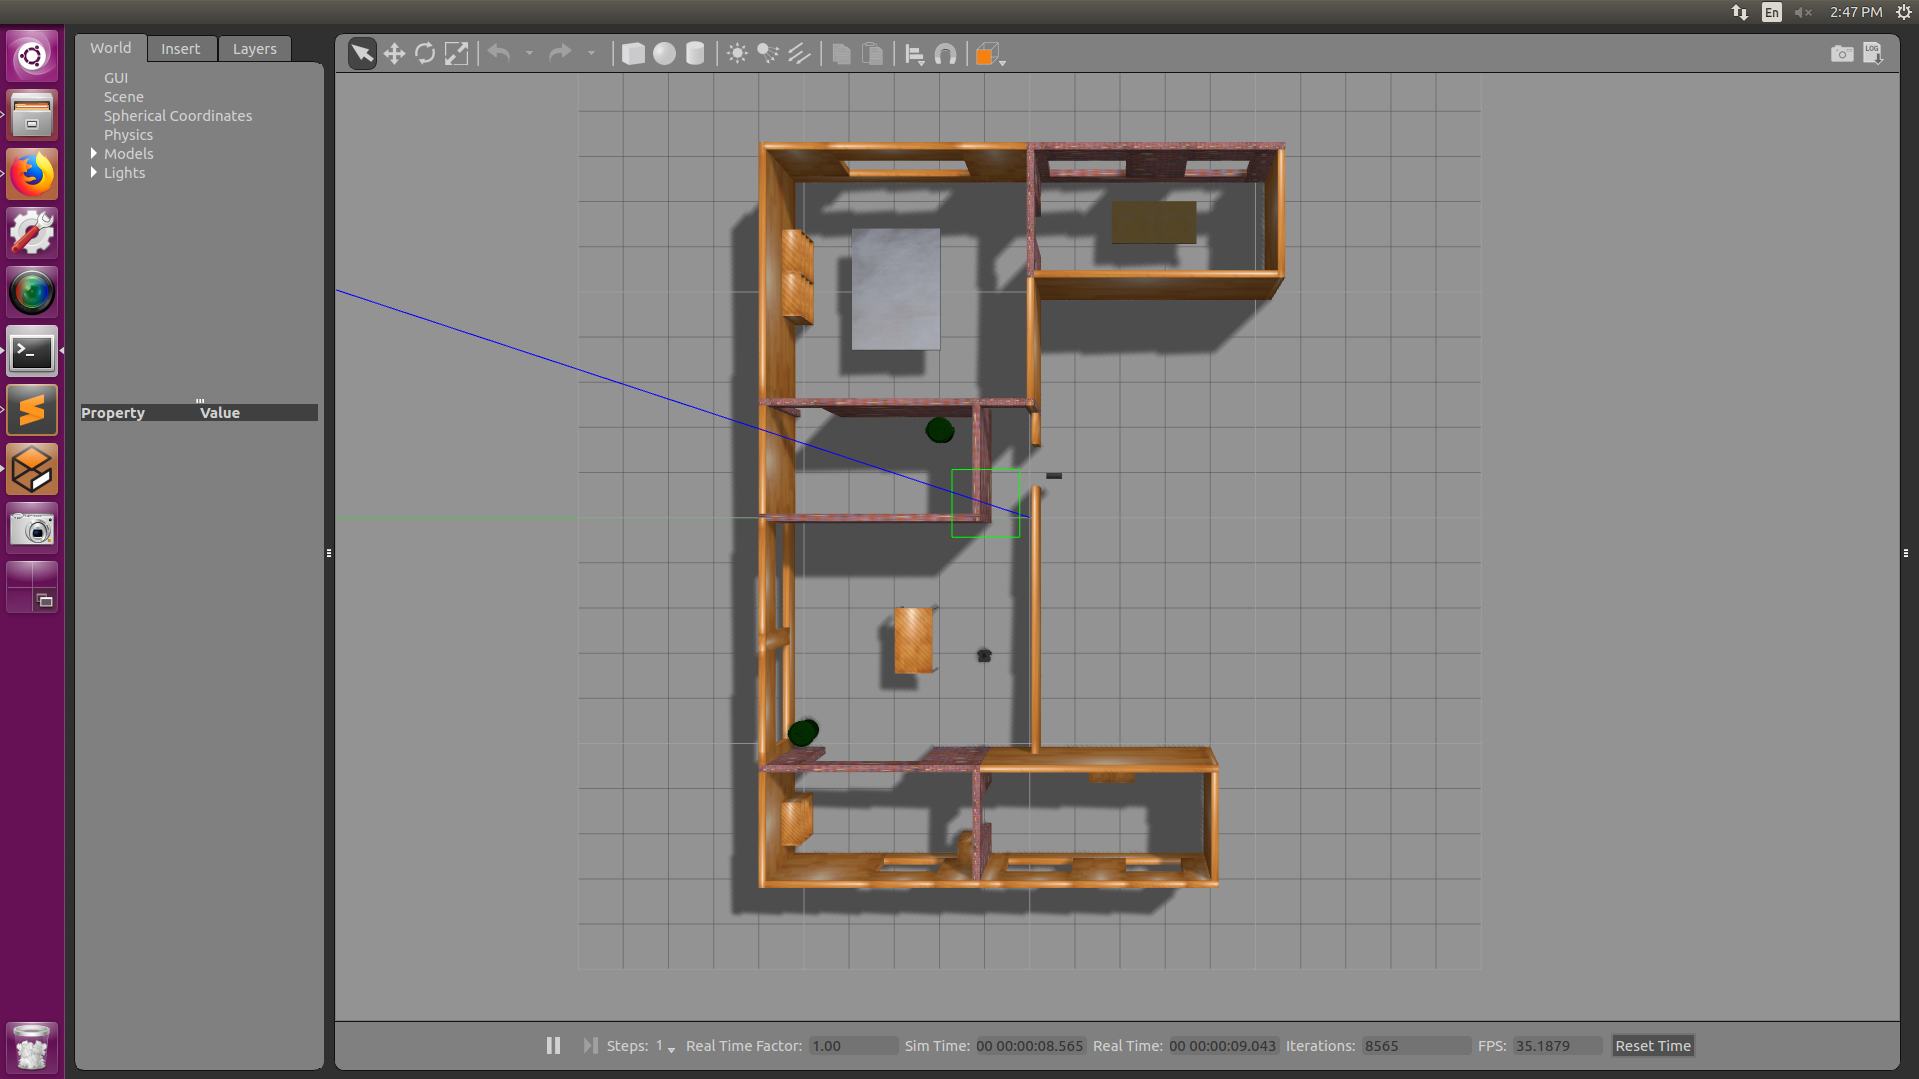 En 2:47 PM
World Insert Layers
LOG
GUI
Scene
Spherical Coordinates
Physics
Models
Lights
Property Value
Steps: 1 Real Time Factor: 1.00 Sim Time: 00 00:00:08.565 Real Time: 00 00:00:09.043 Iterations: 8565 FPS: 35.1879 Reset Time